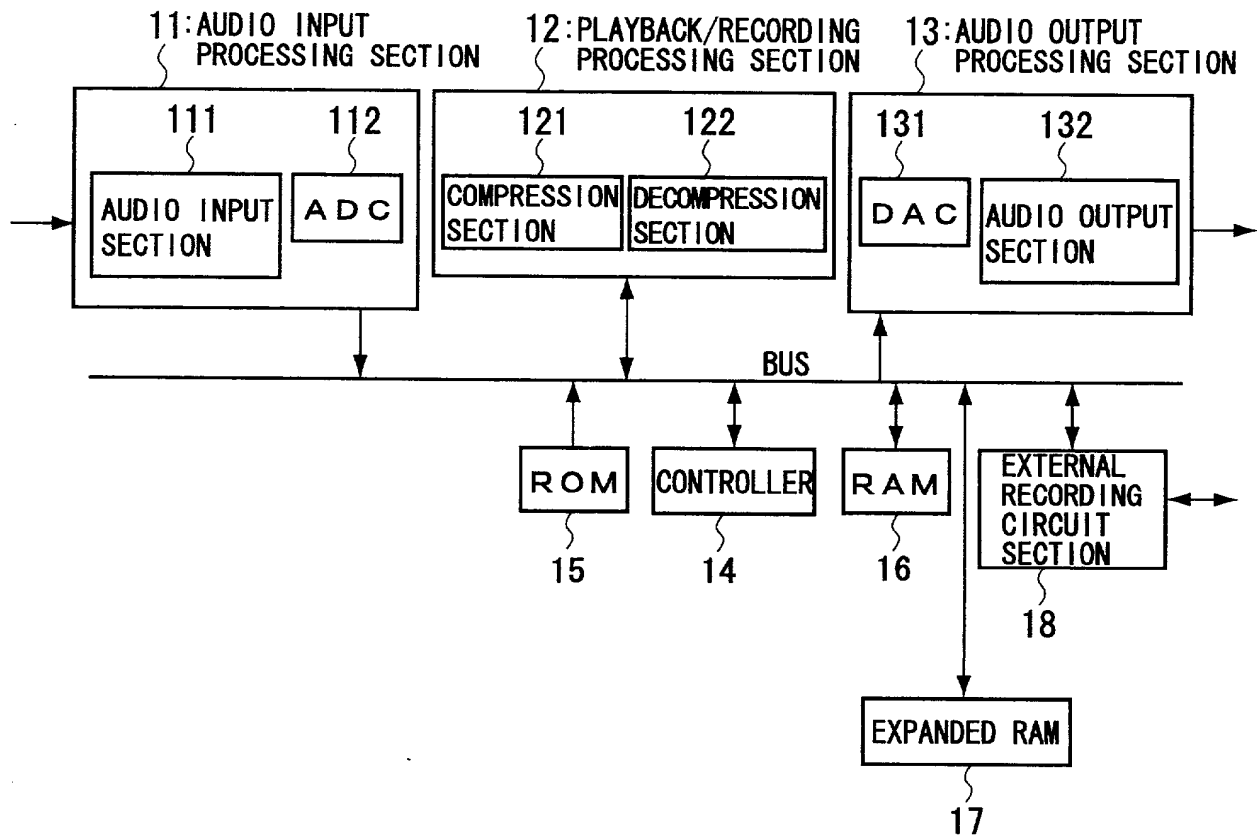 11:AUDIO INPUT
PROCESSING SECTION
12:PLAYBACK/RECORDING
PROCESSING SECTION
13:AUDIO OUTPUT
PROCESSING SECTION
111
112
121
122
131
132
AUDIO INPUT
SECTION
ADC
COMPRESSION
SECTION
DECOMPRESSION
SECTION
DAC
AUDIO OUTPUT
SECTION
BUS
ROM
CONTROLLER
RAM
EXTERNAL
RECORDING
CIRCUIT
SECTION
15
14
16
18
EXPANDED RAM
17